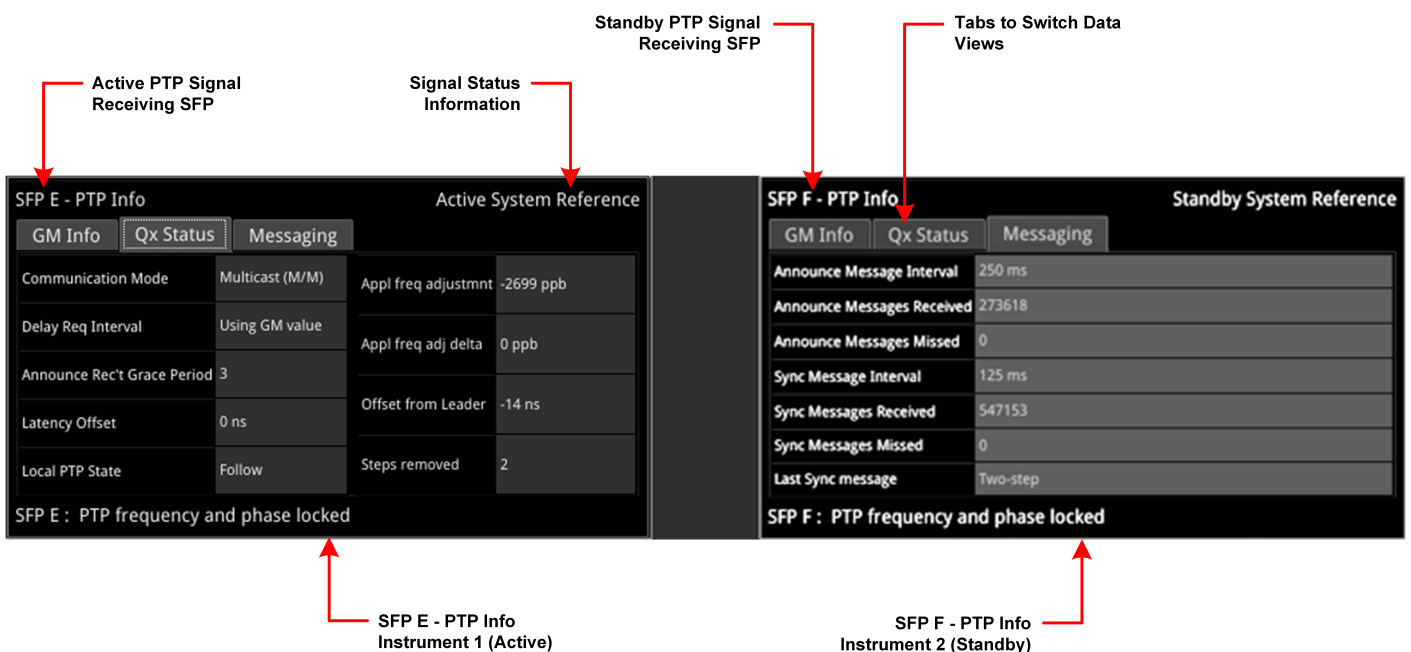 Standby PTP Signal
Receiving SFP
Tabs to Switch Data
Views
Active PTP Signal
Receiving SFP
Signal Status
Information
SFP E - PTP Info
Active System Reference
GM Info
Qx Status
Messaging
Communication Mode
Multicast (M/M)
Delay Req Interval
Using GM value
Announce Rec't Grace Period
3
Latency Offset
0 ns
Local PTP State
Follow
Appl freq adjustmnt
-2699 ppb
Appl freq adj delta
0 ppb
Offset from Leader
-14 ns
Steps removed
2
SFP E : PTP frequency and phase locked
SFP F - PTP Info
Standby System Reference
GM Info
Qx Status
Messaging
Announce Message Interval
250 ms
Announce Messages Received
273618
Announce Messages Missed
0
Sync Message Interval
125 ms
Sync Messages Received
547153
Sync Messages Missed
0
Last Sync message
Two-step
SFP F : PTP frequency and phase locked
SFP E - PTP Info
Instrument 1 (Active)
SFP F - PTP Info
Instrument 2 (Standby)